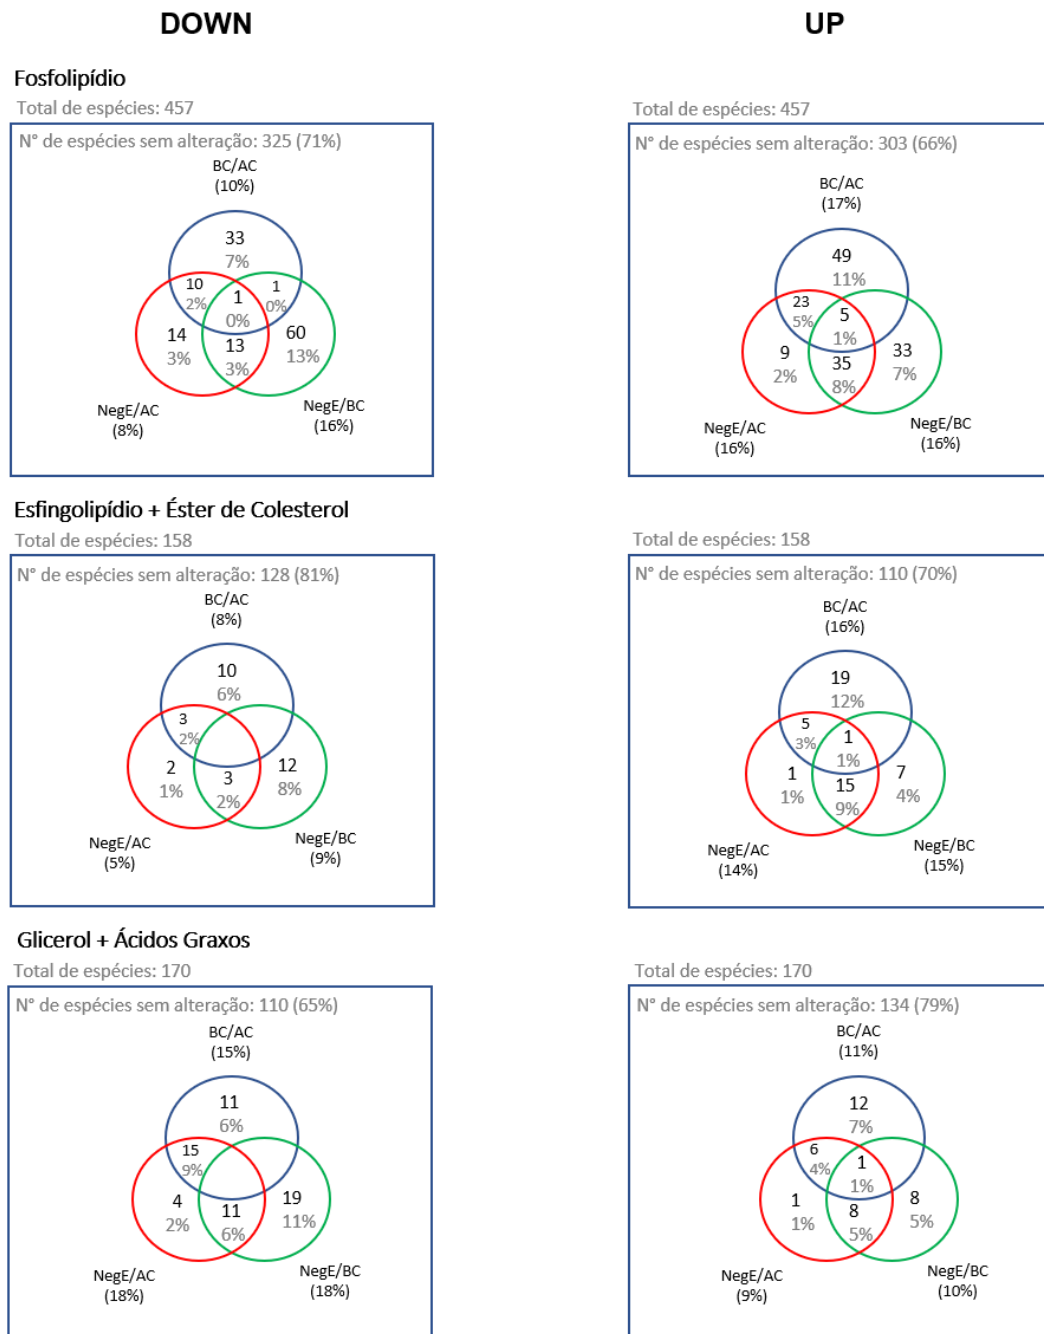 DOWN
UP
Fosfolipídio
Total de espécies: 457
N° de espécies sem alteração: 325 (71%)
BC/AC
(10%)
33
7%
10
2%
1
0%
1
0%
14
3%
13
3%
60
13%
NegE/AC
(8%)
NegE/BC
(16%)
Total de espécies: 457
N° de espécies sem alteração: 303 (66%)
BC/AC
(17%)
49
11%
23
5%
5
1%
9
2%
35
8%
33
7%
NegE/AC
(16%)
NegE/BC
(16%)
Esfingolipídio + Éster de Colesterol
Total de espécies: 158
N° de espécies sem alteração: 128 (81%)
BC/AC
(8%)
10
6%
3
2%
2
1%
3
2%
12
8%
NegE/AC
(5%)
NegE/BC
(9%)
Total de espécies: 158
N° de espécies sem alteração: 110 (70%)
BC/AC
(16%)
19
12%
5
3%
1
1%
1
1%
15
9%
7
4%
NegE/AC
(14%)
NegE/BC
(15%)
Glicerol + Ácidos Graxos
Total de espécies: 170
N° de espécies sem alteração: 110 (65%)
BC/AC
(15%)
11
6%
15
9%
4
2%
11
6%
19
11%
NegE/AC
(18%)
NegE/BC
(18%)
Total de espécies: 170
N° de espécies sem alteração: 134 (79%)
BC/AC
(11%)
12
7%
6
4%
1
1%
1
1%
8
5%
8
5%
NegE/AC
(9%)
NegE/BC
(10%)